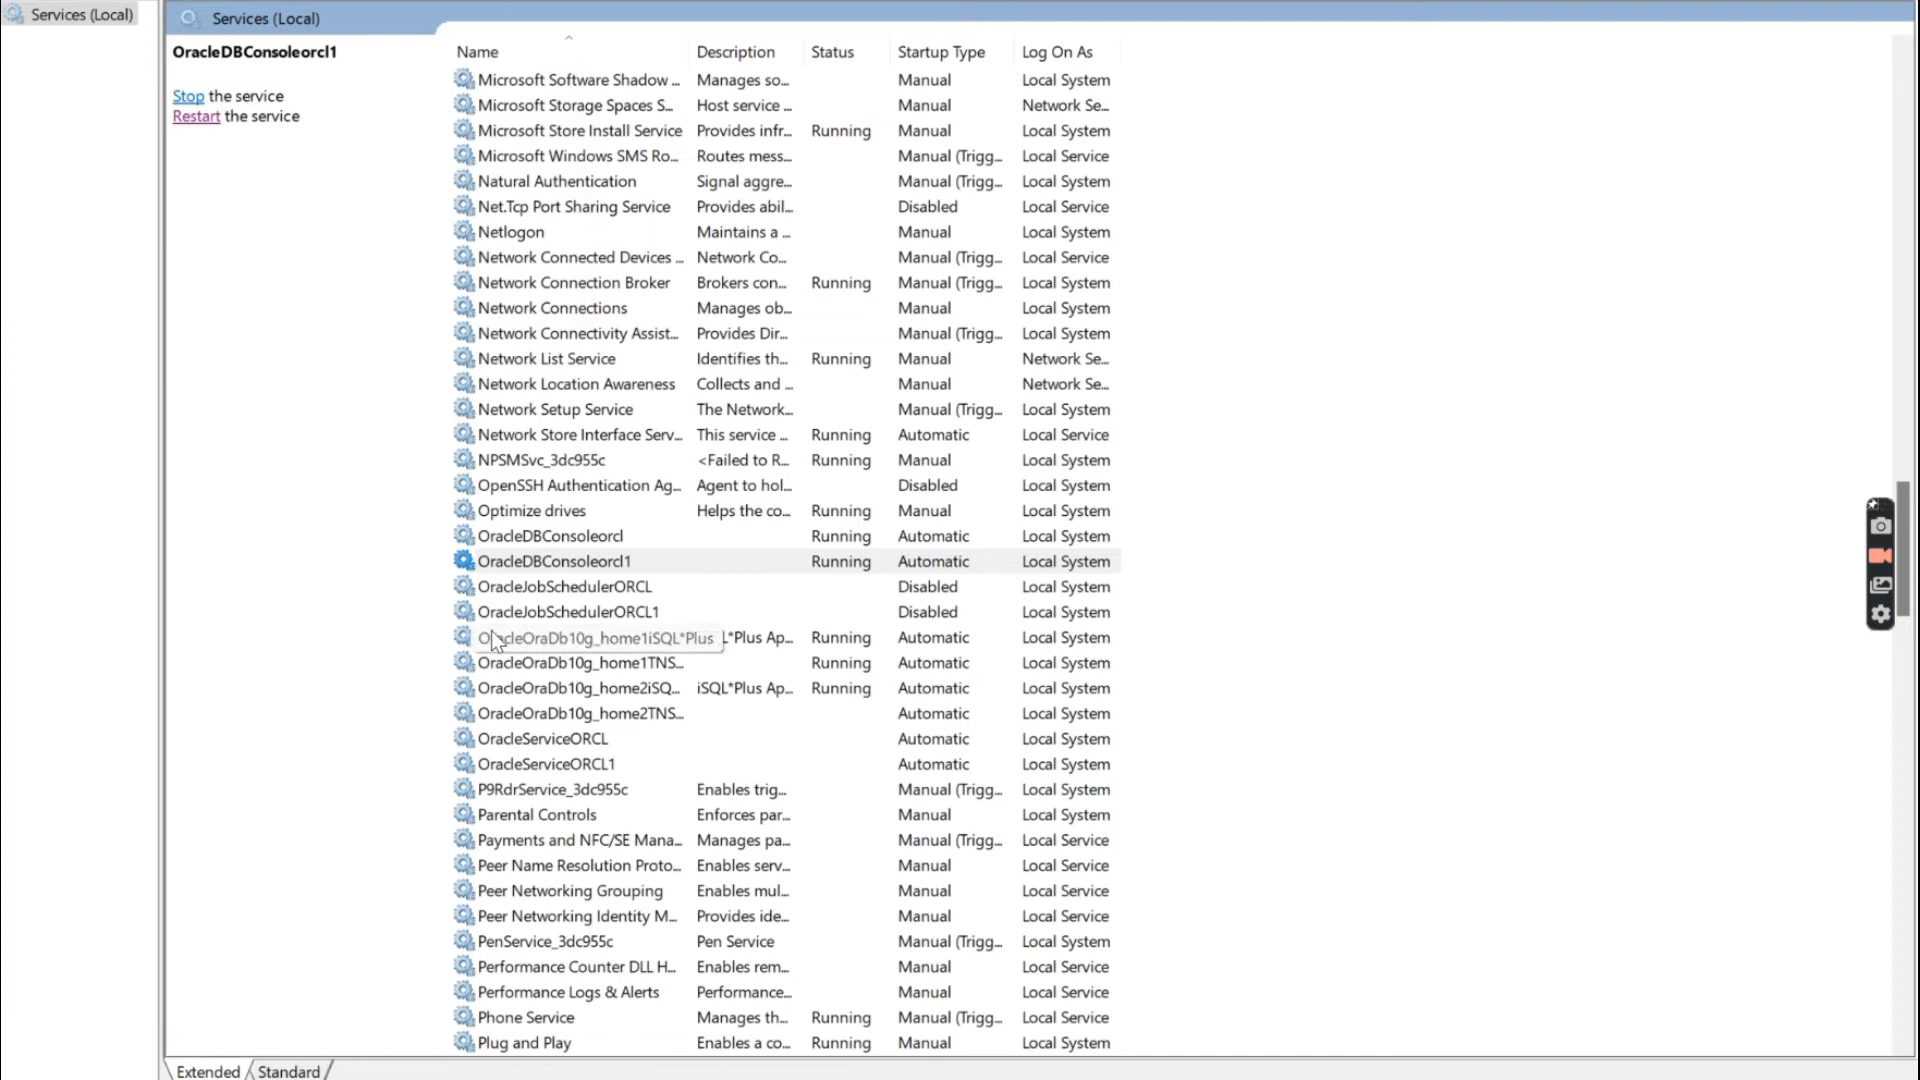 Services (Local)
Services (Local)
OracleDBConsoleorcl1
Stop the service
Restart the service
Name Description Status Startup Type Log On As
Microsoft Software Shadow ... Manages so... Manual Local System
Microsoft Storage Spaces S... Host service ... Manual Network Se...
Microsoft Store Install Service Provides infr... Running Manual Local System
Microsoft Windows SMS Ro... Routes mess... Manual (Trigg... Local Service
Natural Authentication Signal aggre... Manual (Trigg... Local System
Net.Tcp Port Sharing Service Provides abil... Disabled Local Service
Netlogon Maintains a ... Manual Local System
Network Connected Devices ... Network Co... Manual (Trigg... Local Service
Network Connection Broker Brokers con... Running Manual (Trigg... Local System
Network Connections Manages ob... Manual Local System
Network Connectivity Assist... Provides Dir... Manual (Trigg... Local System
Network List Service Identifies th... Running Manual Network Se...
Network Location Awareness Collects and ... Manual Network Se...
Network Setup Service The Network... Manual (Trigg... Local System
Network Store Interface Serv... This service ... Running Automatic Local Service
NPSMSvc_3dc955c <Failed to R... Running Manual Local System
OpenSSH Authentication Ag... Agent to hol... Disabled Local System
Optimize drives Helps the co... Running Manual Local System
OracleDBConsoleorcl Running Automatic Local System
OracleDBConsoleorcl1 Running Automatic Local System
OracleJobSchedulerORCL Disabled Local System
OracleJobSchedulerORCL1 Disabled Local System
OracleOraDb10g_home1iSQL*Plus L*Plus Ap... Running Automatic Local System
OracleOraDb10g_home1TNS... Running Automatic Local System
OracleOraDb10g_home2iSQ... iSQL*Plus Ap... Running Automatic Local System
OracleOraDb10g_home2TNS... Automatic Local System
OracleServiceORCL Automatic Local System
OracleServiceORCL1 Automatic Local System
P9RdrService_3dc955c Enables trig... Manual (Trigg... Local System
Parental Controls Enforces par... Manual Local System
Payments and NFC/SE Mana... Manages pa... Manual (Trigg... Local Service
Peer Name Resolution Proto... Enables serv... Manual Local Service
Peer Networking Grouping Enables mul... Manual Local Service
Peer Networking Identity M... Provides ide... Manual Local Service
PenService_3dc955c Pen Service Manual (Trigg... Local System
Performance Counter DLL H... Enables rem... Manual Local Service
Performance Logs & Alerts Performance... Manual Local Service
Phone Service Manages th... Running Manual (Trigg... Local Service
Plug and Play Enables a co... Running Manual Local System
Extended Standard